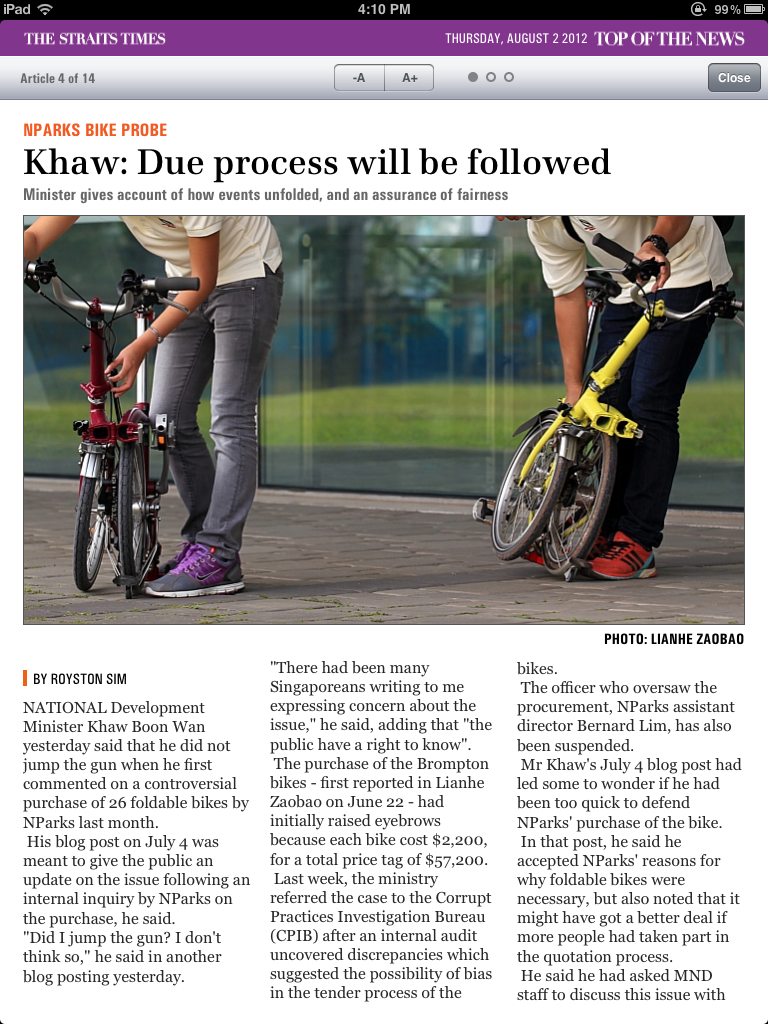 iPad
4:10 PM
99%
THE STRAITS TIMES
THURSDAY, AUGUST 2 2012 TOP OF THE NEWS
Article 4 of 14
-A
A+
Close
NPARKS BIKE PROBE
Khaw: Due process will be followed
Minister gives account of how events unfolded, and an assurance of fairness
PHOTO: LIANHE ZAOBAO
BY ROYSTON SIM
NATIONAL Development
Minister Khaw Boon Wan
yesterday said that he did not
jump the gun when he first
commented on a controversial
purchase of 26 foldable bikes by
NParks last month.
His blog post on July 4 was
meant to give the public an
update on the issue following an
internal inquiry by NParks on
the purchase, he said.
"Did I jump the gun? I don't
think so," he said in another
blog posting yesterday.
"There had been many
Singaporeans writing to me
expressing concern about the
issue," he said, adding that "the
public have a right to know".
The purchase of the Brompton
bikes - first reported in Lianhe
Zaobao on June 22 - had
initially raised eyebrows
because each bike cost $2,200,
for a total price tag of $57,200.
Last week, the ministry
referred the case to the Corrupt
Practices Investigation Bureau
(CPIB) after an internal audit
uncovered discrepancies which
suggested the possibility of bias
in the tender process of the
bikes.
The officer who oversaw the
procurement, NParks assistant
director Bernard Lim, has also
been suspended.
Mr Khaw's July 4 blog post had
led some to wonder if he had
been too quick to defend
NParks' purchase of the bike.
In that post, he said he
accepted NParks' reasons for
why foldable bikes were
necessary, but also noted that it
might have got a better deal if
more people had taken part in
the quotation process.
He said he had asked MND
staff to discuss this issue with